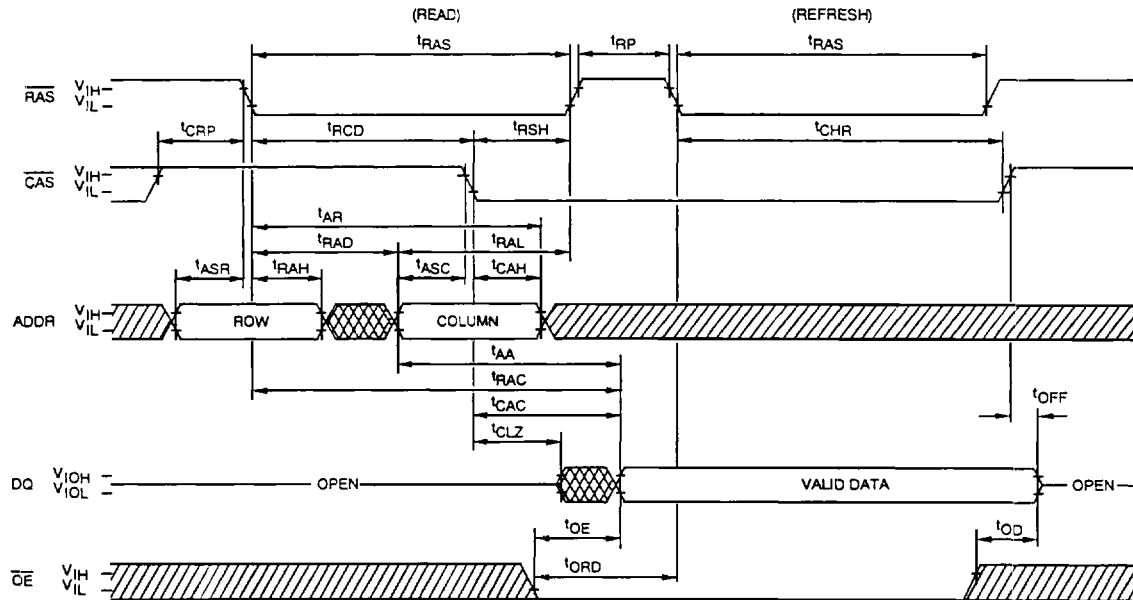 (READ) (REFRESH)
tRAS tRP tRAS
RAS VIH VIL
tCRP tRCD tRSH tCHR
CAS VIH VIL
tAR
tRAD tRAL
tASR tRAH tASC tCAH
ADDR VIH VIL ROW COLUMN
tAA
tRAC
tCAC tOFF
tCLZ
DQ VIOH VIOL OPEN VALID DATA OPEN
tOE tOD
tORD
OE VIH VIL